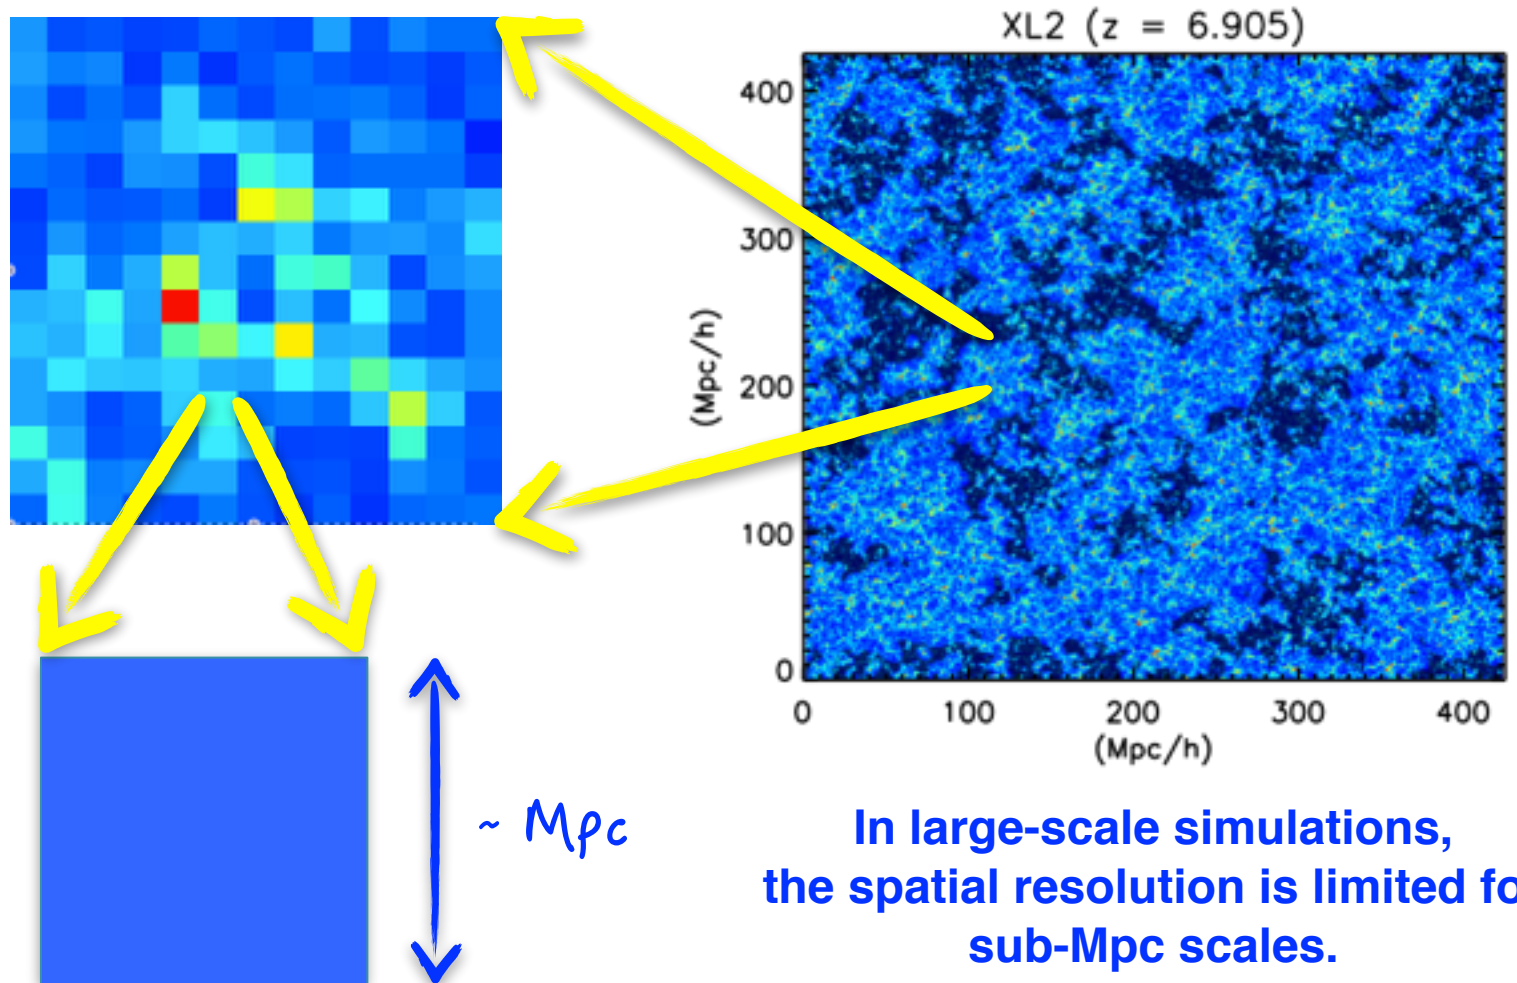 XL2 (z = 6.905)
400
300
200
100
0
(Mpc/h)
0 100 200 300 400
(Mpc/h)
~ Mpc
In large-scale simulations,
the spatial resolution is limited fo
sub-Mpc scales.